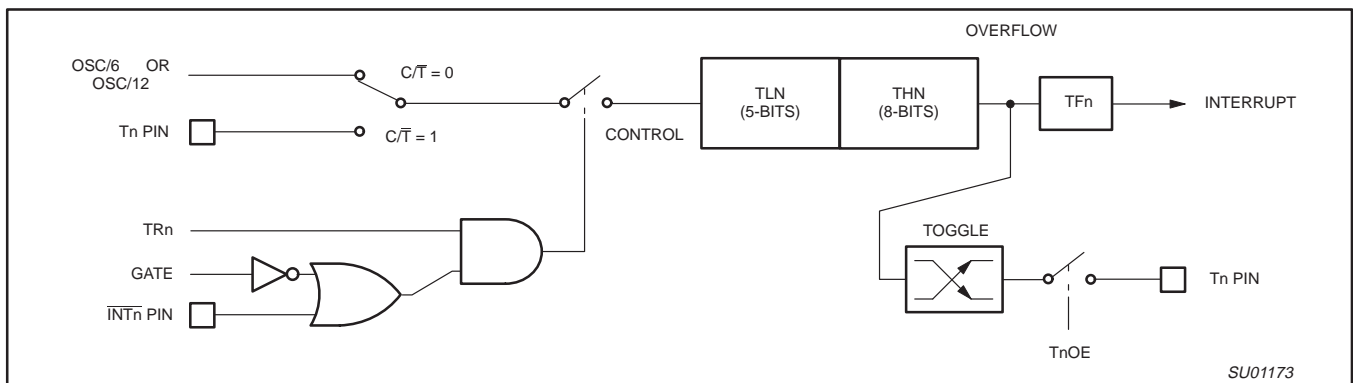 OVERFLOW
OSC/6 OR
OSC/12
C/T̅ = 0
TLN
(5-BITS)
THN
(8-BITS)
TFn
INTERRUPT
Tn PIN
C/T̅ = 1
CONTROL
TRn
TOGGLE
GATE
Tn PIN
I̅N̅T̅n̅ PIN
TnOE
SU01173